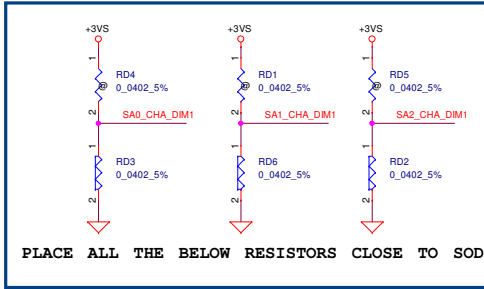 +3VS +3VS +3VS
1 1 1
RD4 RD1 RD5
@ @ @
0_0402_5% 0_0402_5% 0_0402_5%
2 2 2
SA0_CHA_DIM1 SA1_CHA_DIM1 SA2_CHA_DIM1
1 1 1
RD3 RD6 RD2
0_0402_5% 0_0402_5% 0_0402_5%
2 2 2
PLACE ALL THE BELOW RESISTORS CLOSE TO SOD